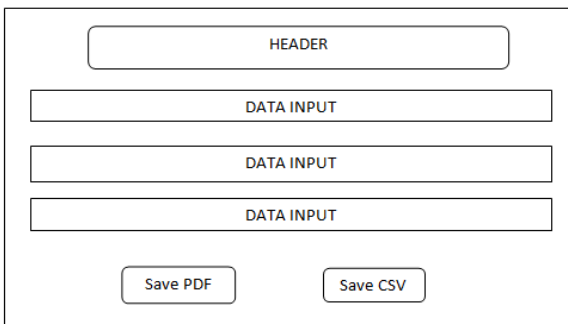 HEADER
DATA INPUT
DATA INPUT
DATA INPUT
Save PDF
Save CSV